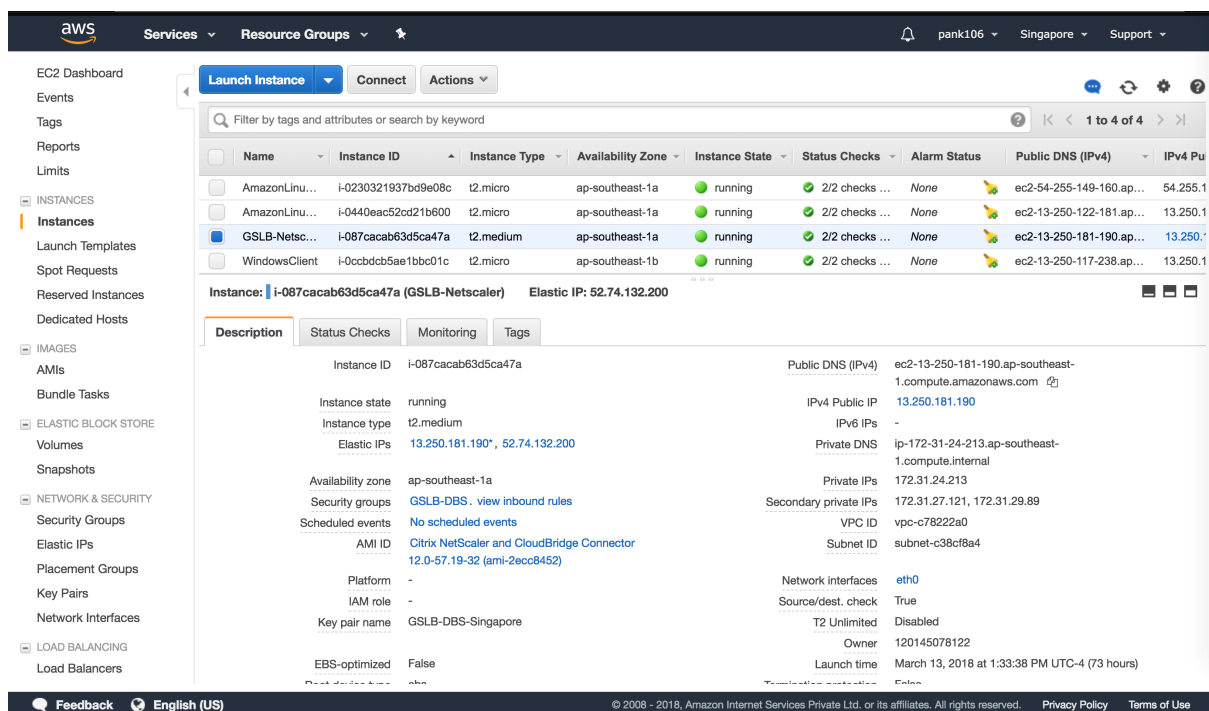 aws Services Resource Groups pank106 Singapore Support
EC2 Dashboard
Events
Tags
Reports
Limits
INSTANCES
Instances
Launch Templates
Spot Requests
Reserved Instances
Dedicated Hosts
IMAGES
AMIs
Bundle Tasks
ELASTIC BLOCK STORE
Volumes
Snapshots
NETWORK & SECURITY
Security Groups
Elastic IPs
Placement Groups
Key Pairs
Network Interfaces
LOAD BALANCING
Load Balancers
Launch Instance Connect Actions
Filter by tags and attributes or search by keyword 1 to 4 of 4
Name Instance ID Instance Type Availability Zone Instance State Status Checks Alarm Status Public DNS (IPv4) IPv4 Pu
AmazonLinu... i-0230321937bd9e08c t2.micro ap-southeast-1a running 2/2 checks ... None ec2-54-255-149-160.ap... 54.255.1
AmazonLinu... i-0440eac52cd21b600 t2.micro ap-southeast-1a running 2/2 checks ... None ec2-13-250-122-181.ap... 13.250.1
GSLB-Netsc... i-087cacab63d5ca47a t2.medium ap-southeast-1a running 2/2 checks ... None ec2-13-250-181-190.ap... 13.250.1
WindowsClient i-0ccbdcb5ae1bbc01c t2.micro ap-southeast-1b running 2/2 checks ... None ec2-13-250-117-238.ap... 13.250.1
Instance: i-087cacab63d5ca47a (GSLB-Netscaler) Elastic IP: 52.74.132.200
Description Status Checks Monitoring Tags
Instance ID i-087cacab63d5ca47a
Instance state running
Instance type t2.medium
Elastic IPs 13.250.181.190*, 52.74.132.200
Availability zone ap-southeast-1a
Security groups GSLB-DBS. view inbound rules
Scheduled events No scheduled events
AMI ID Citrix NetScaler and CloudBridge Connector
12.0-57.19-32 (ami-2ecc8452)
Platform -
IAM role -
Key pair name GSLB-DBS-Singapore
EBS-optimized False
Public DNS (IPv4) ec2-13-250-181-190.ap-southeast-
1.compute.amazonaws.com
IPv4 Public IP 13.250.181.190
IPv6 IPs -
Private DNS ip-172-31-24-213.ap-southeast-
1.compute.internal
Private IPs 172.31.24.213
Secondary private IPs 172.31.27.121, 172.31.29.89
VPC ID vpc-c78222a0
Subnet ID subnet-c38cf8a4
Network interfaces eth0
Source/dest. check True
T2 Unlimited Disabled
Owner 120145078122
Launch time March 13, 2018 at 1:33:38 PM UTC-4 (73 hours)
Feedback English (US) © 2008 - 2018, Amazon Internet Services Private Ltd. or its affiliates. All rights reserved. Privacy Policy Terms of Use